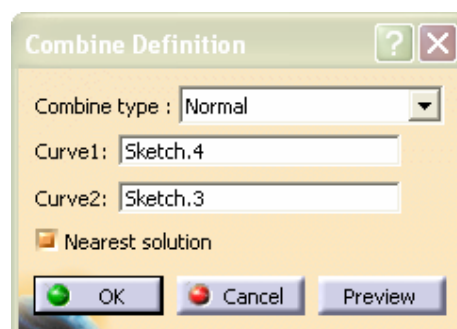 Combine Definition ? X
Combine type : Normal
Curve1: Sketch.4
Curve2: Sketch.3
Nearest solution
OK Cancel Preview